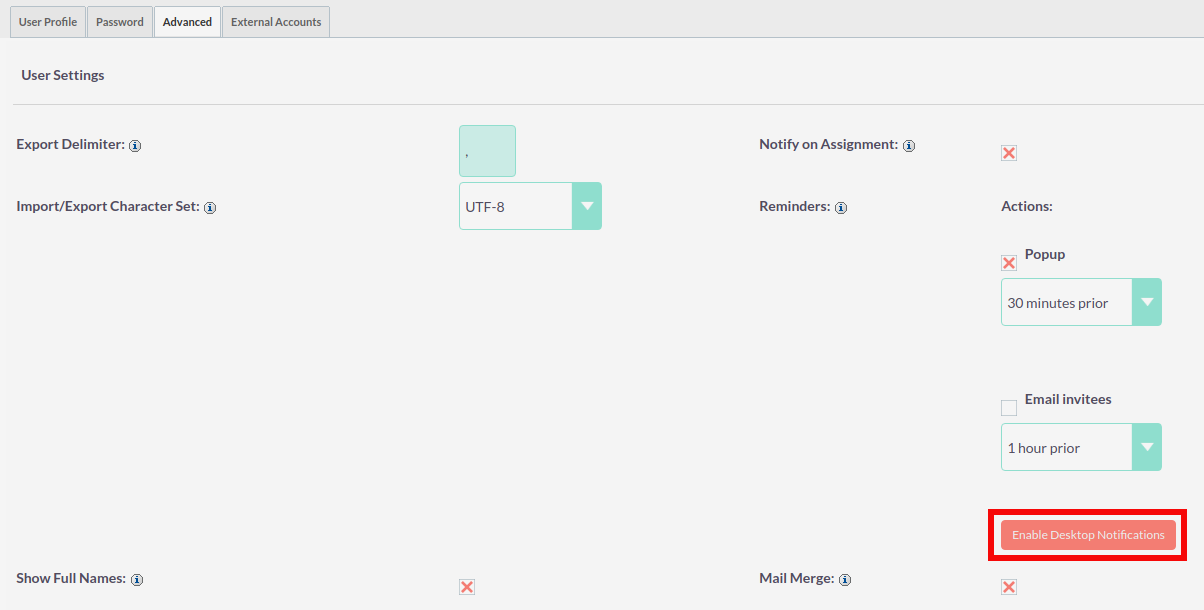 User Profile
Password
Advanced
External Accounts
User Settings
Export Delimiter:
,
Notify on Assignment:
Import/Export Character Set:
UTF-8
Reminders:
Actions:
Popup
30 minutes prior
Email invitees
1 hour prior
Enable Desktop Notifications
Show Full Names:
Mail Merge: